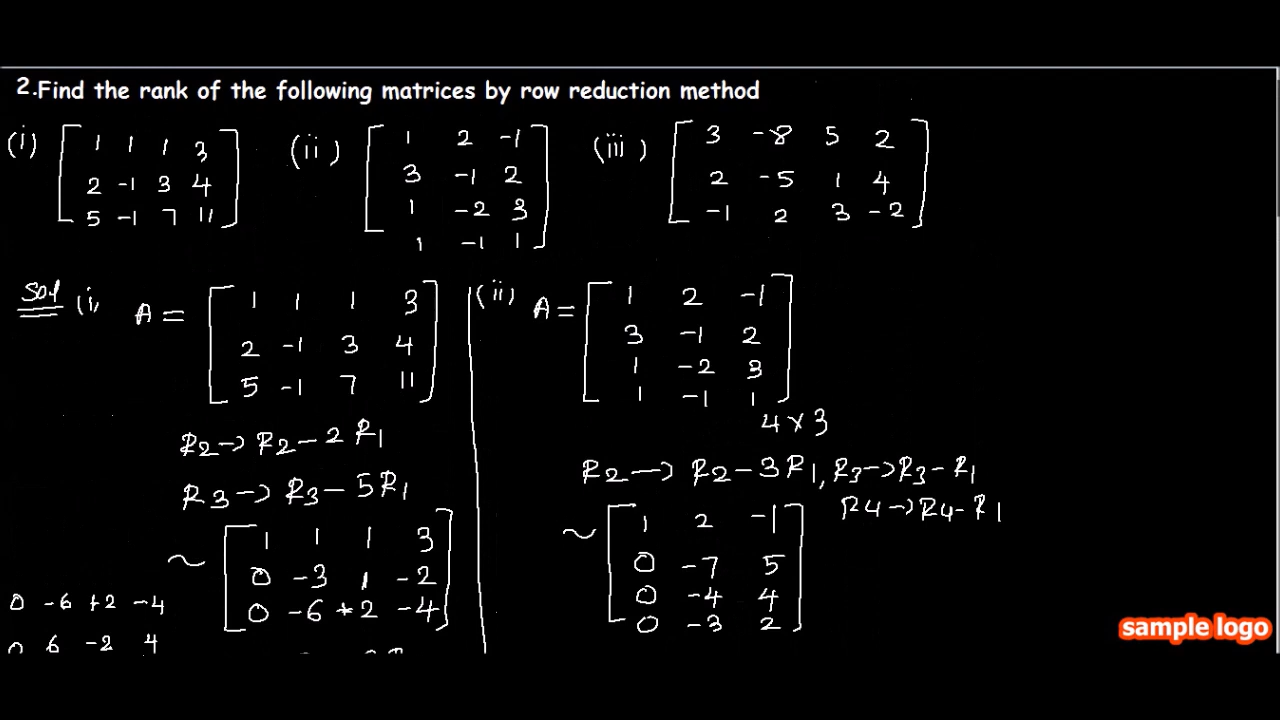 2.Find the rank of the following matrices by row reduction method
(i) [ 1 1 1 3
2 -1 3 4
5 -1 7 11 ]
(ii) [ 1 2 -1
3 -1 2
1 -2 3
1 -1 1 ]
(iii) [ 3 -8 5 2
2 -5 1 4
-1 2 3 -2 ]
Sol (i) A = [ 1 1 1 3
2 -1 3 4
5 -1 7 11 ]
R2 → R2 - 2R1
R3 → R3 - 5R1
~ [ 1 1 1 3
0 -3 1 -2
0 -6 +2 -4 ]
0 -6 +2 -4
0 6 -2 4
(ii) A = [ 1 2 -1
3 -1 2
1 -2 3
1 -1 1 ]
4 x 3
R2 → R2 - 3R1, R3 → R3 - R1
R4 → R4 - R1
~ [ 1 2 -1
0 -7 5
0 -4 4
0 -3 2 ]
sample logo